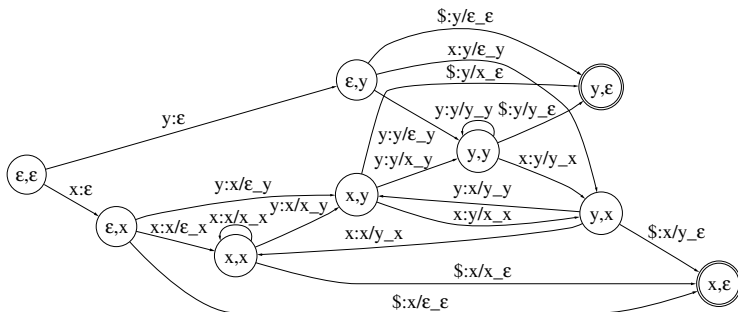 $:y/ε_ε
x:y/ε_y
$:y/x_ε
ε,y
y,ε
y:ε
y:y/y_y
$:y/y_ε
y:y/ε_y
y,y
y:y/x_y
x:y/y_x
ε,ε
x:ε
y:x/ε_y
x,y
y:x/y_y
y:x/x_y
y,x
ε,x
x:x/ε_x
x:x/x_x
x:y/x_x
x:x/y_x
$:x/y_ε
x,x
$:x/x_ε
x,ε
$:x/ε_ε